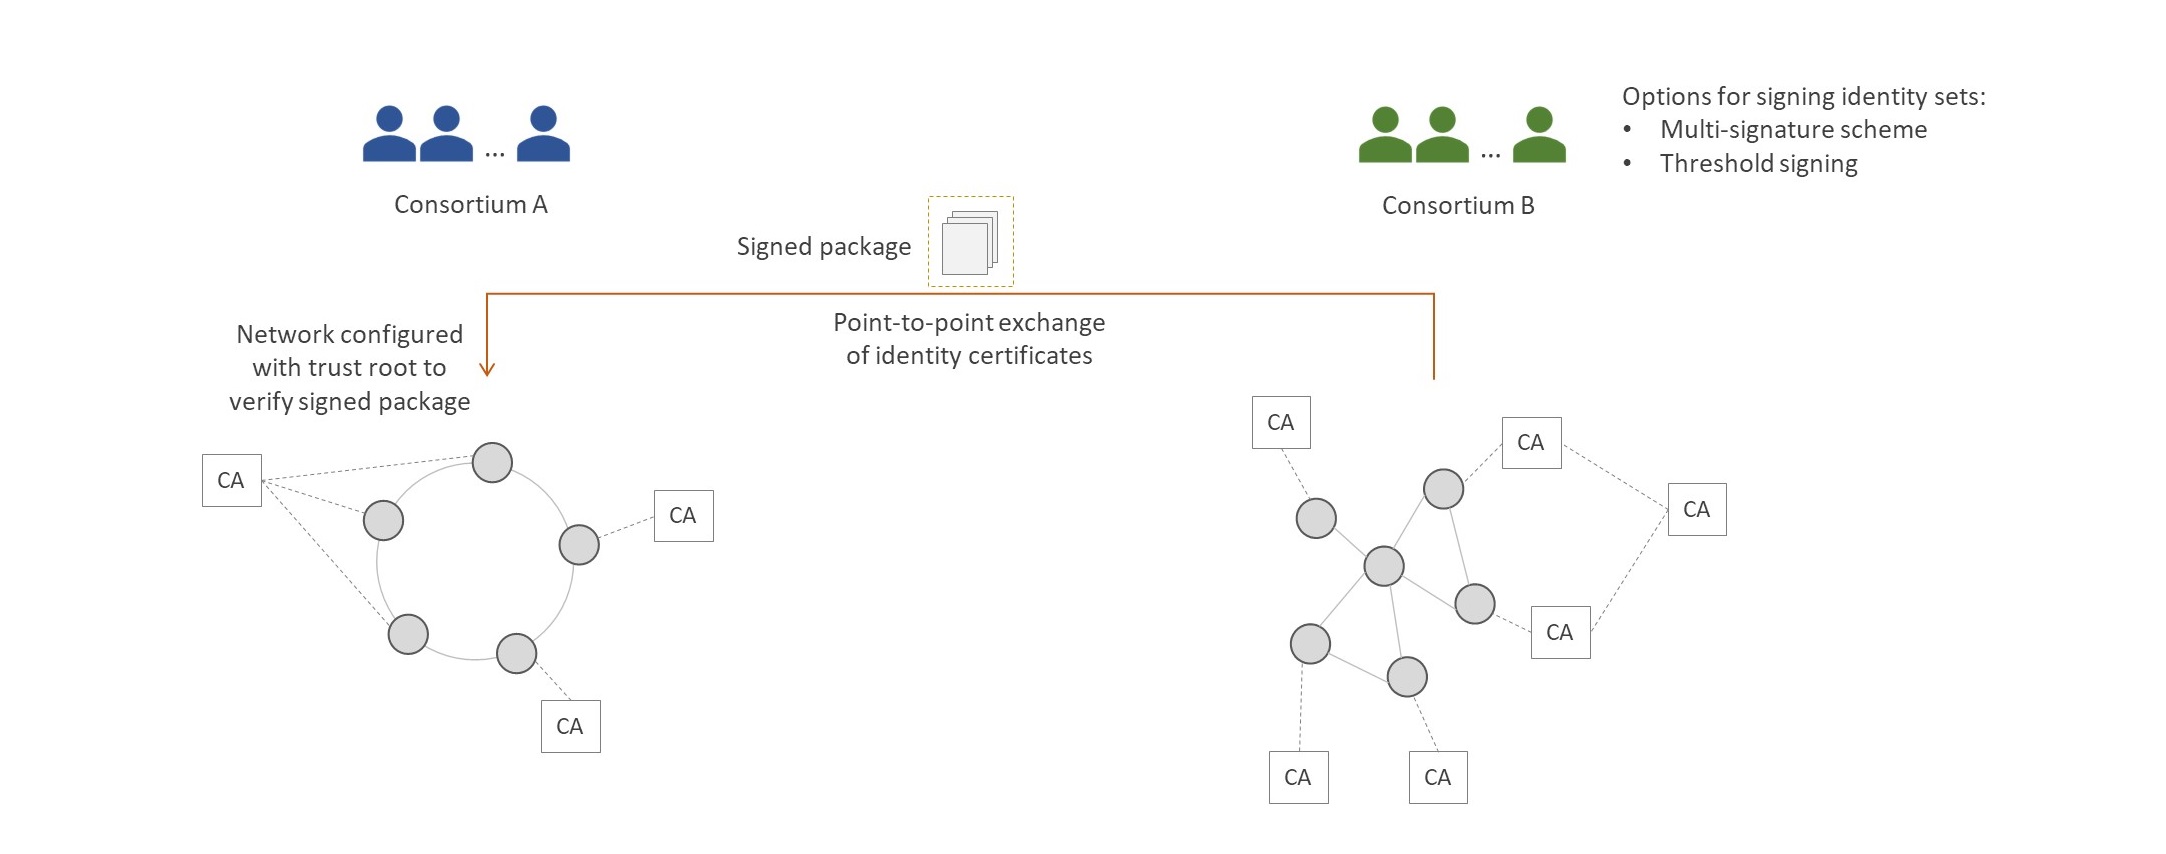 Options for signing identity sets:
• Multi-signature scheme
• Threshold signing
...
...
Consortium A
Consortium B
Signed package
Point-to-point exchange
of identity certificates
Network configured
with trust root to
verify signed package
CA
CA
CA
CA
CA
CA
CA
CA
CA